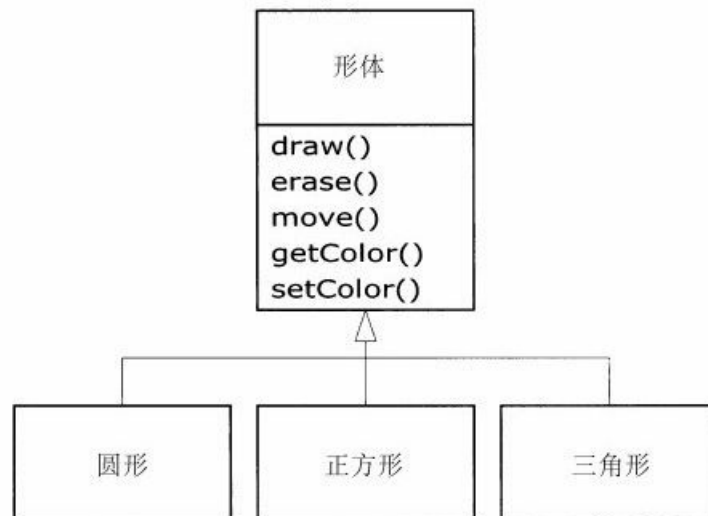 形体
draw()
erase()
move()
getColor()
setColor()
圆形
正方形
三角形